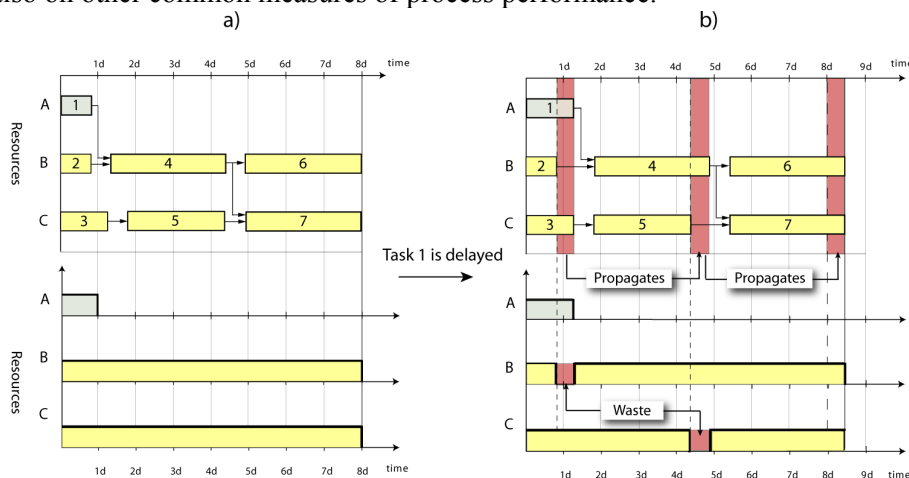 also on other common measures of process performance.
a)
b)
1d 2d 3d 4d 5d 6d 7d 8d time
1d 2d 3d 4d 5d 6d 7d 8d 9d time
Resources
A 1
B 2 4 6
C 3 5 7
A 1
B 2 4 6
C 3 5 7
Task 1 is delayed
Propagates Propagates
Resources
A
B
C
A
B
Waste
C
1d 2d 3d 4d 5d 6d 7d 8d time
1d 2d 3d 4d 5d 6d 7d 8d 9d time